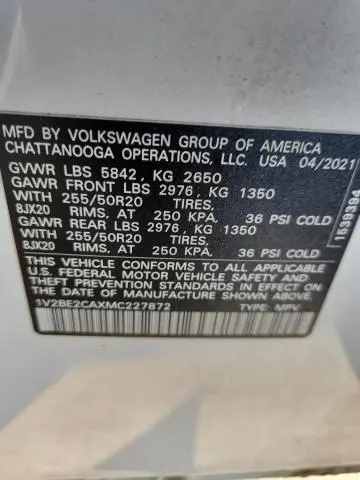 MFD BY VOLKSWAGEN GROUP OF AMERICA
CHATTANOOGA OPERATIONS, LLC. USA 04/2021
GVWR LBS 5842, KG 2650
GAWR FRONT LBS 2976, KG 1350
WITH 255/50R20 TIRES,
8JX20 RIMS, AT 250 KPA, 36 PSI COLD
GAWR REAR LBS 2976, KG 1350
WITH 255/50R20 TIRES,
8JX20 RIMS, AT 250 KPA, 36 PSI COLD
THIS VEHICLE CONFORMS TO ALL APPLICABLE
U.S. FEDERAL MOTOR VEHICLE SAFETY AND
THEFT PREVENTION STANDARDS IN EFFECT ON THE
DATE OF MANUFACTURE SHOWN ABOVE.
1V2BE2CAXMC227872 TYPE: MPV